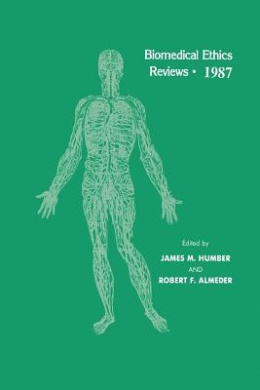 Biomedical Ethics
Reviews • 1987
Edited by
JAMES M. HUMBER
AND
ROBERT F. ALMEDER